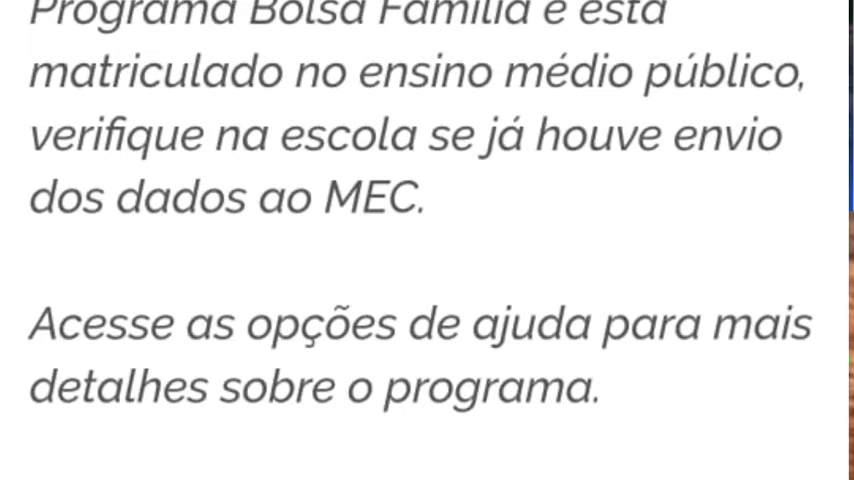 Programa Bolsa Família e está
matriculado no ensino médio público,
verifique na escola se já houve envio
dos dados ao MEC.
Acesse as opções de ajuda para mais
detalhes sobre o programa.